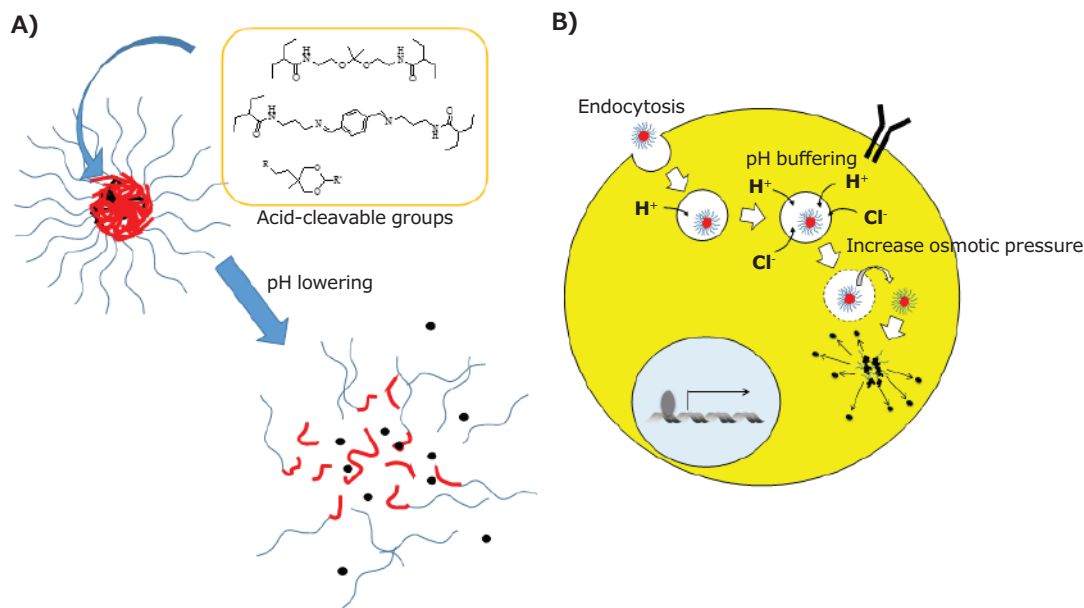 A)
H
N
O
O
O
H
N
O
O
H
N
N
N
N
H
O
R
O
O
R'
Acid-cleavable groups
pH lowering
B)
Endocytosis
pH buffering
H⁺
H⁺
H⁺
Cl⁻
Cl⁻
Increase osmotic pressure